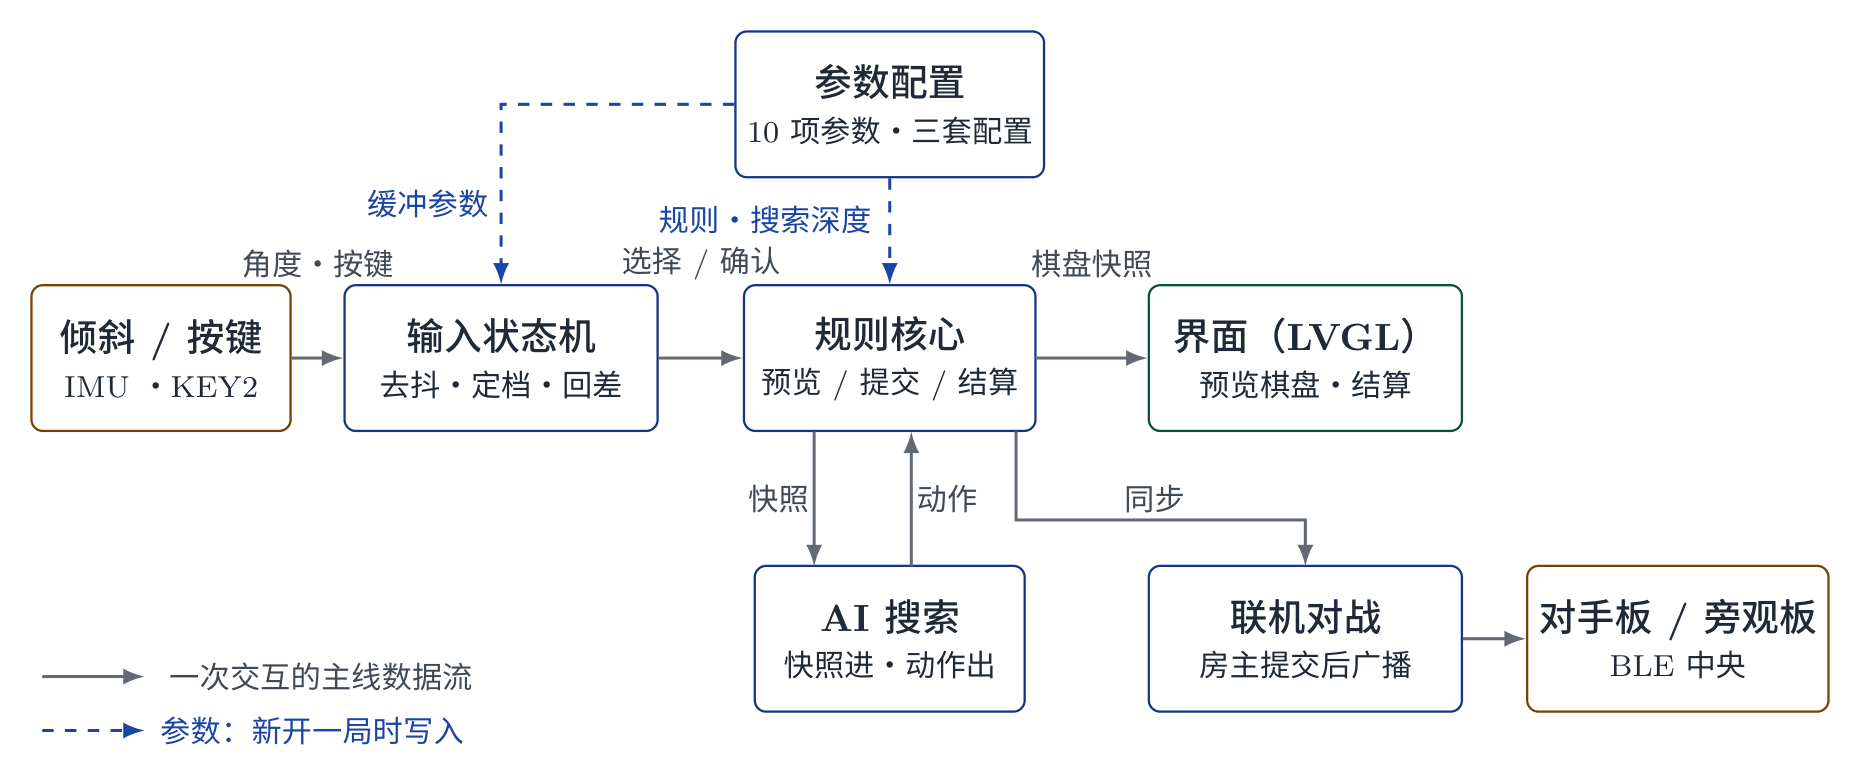 参数配置
10 项参数・三套配置
缓冲参数
规则・搜索深度
角度・按键
选择 / 确认
棋盘快照
倾斜 / 按键
IMU ・KEY2
输入状态机
去抖・定档・回差
规则核心
预览 / 提交 / 结算
界面（LVGL）
预览棋盘・结算
快照
动作
同步
AI 搜索
快照进・动作出
联机对战
房主提交后广播
对手板 / 旁观板
BLE 中央
一次交互的主线数据流
参数：新开一局时写入